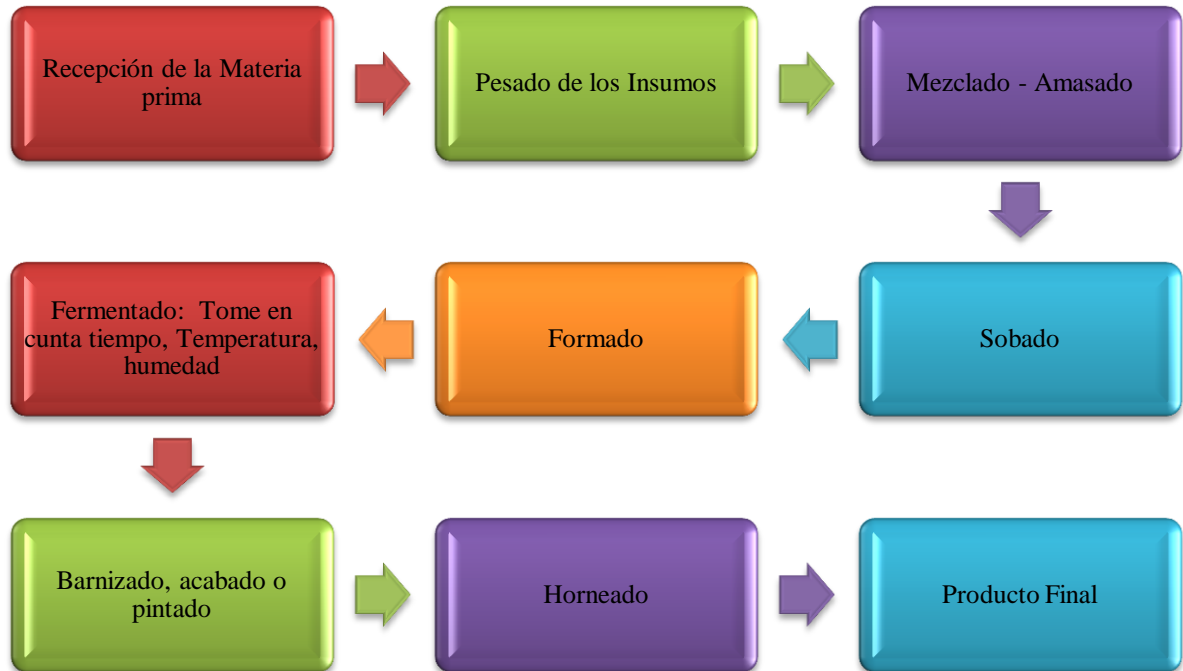 Recepción de la Materia
prima
Pesado de los Insumos
Mezclado - Amasado
Sobado
Formado
Fermentado:  Tome en
cunta tiempo, Temperatura,
humedad
Barnizado, acabado o
pintado
Horneado
Producto Final